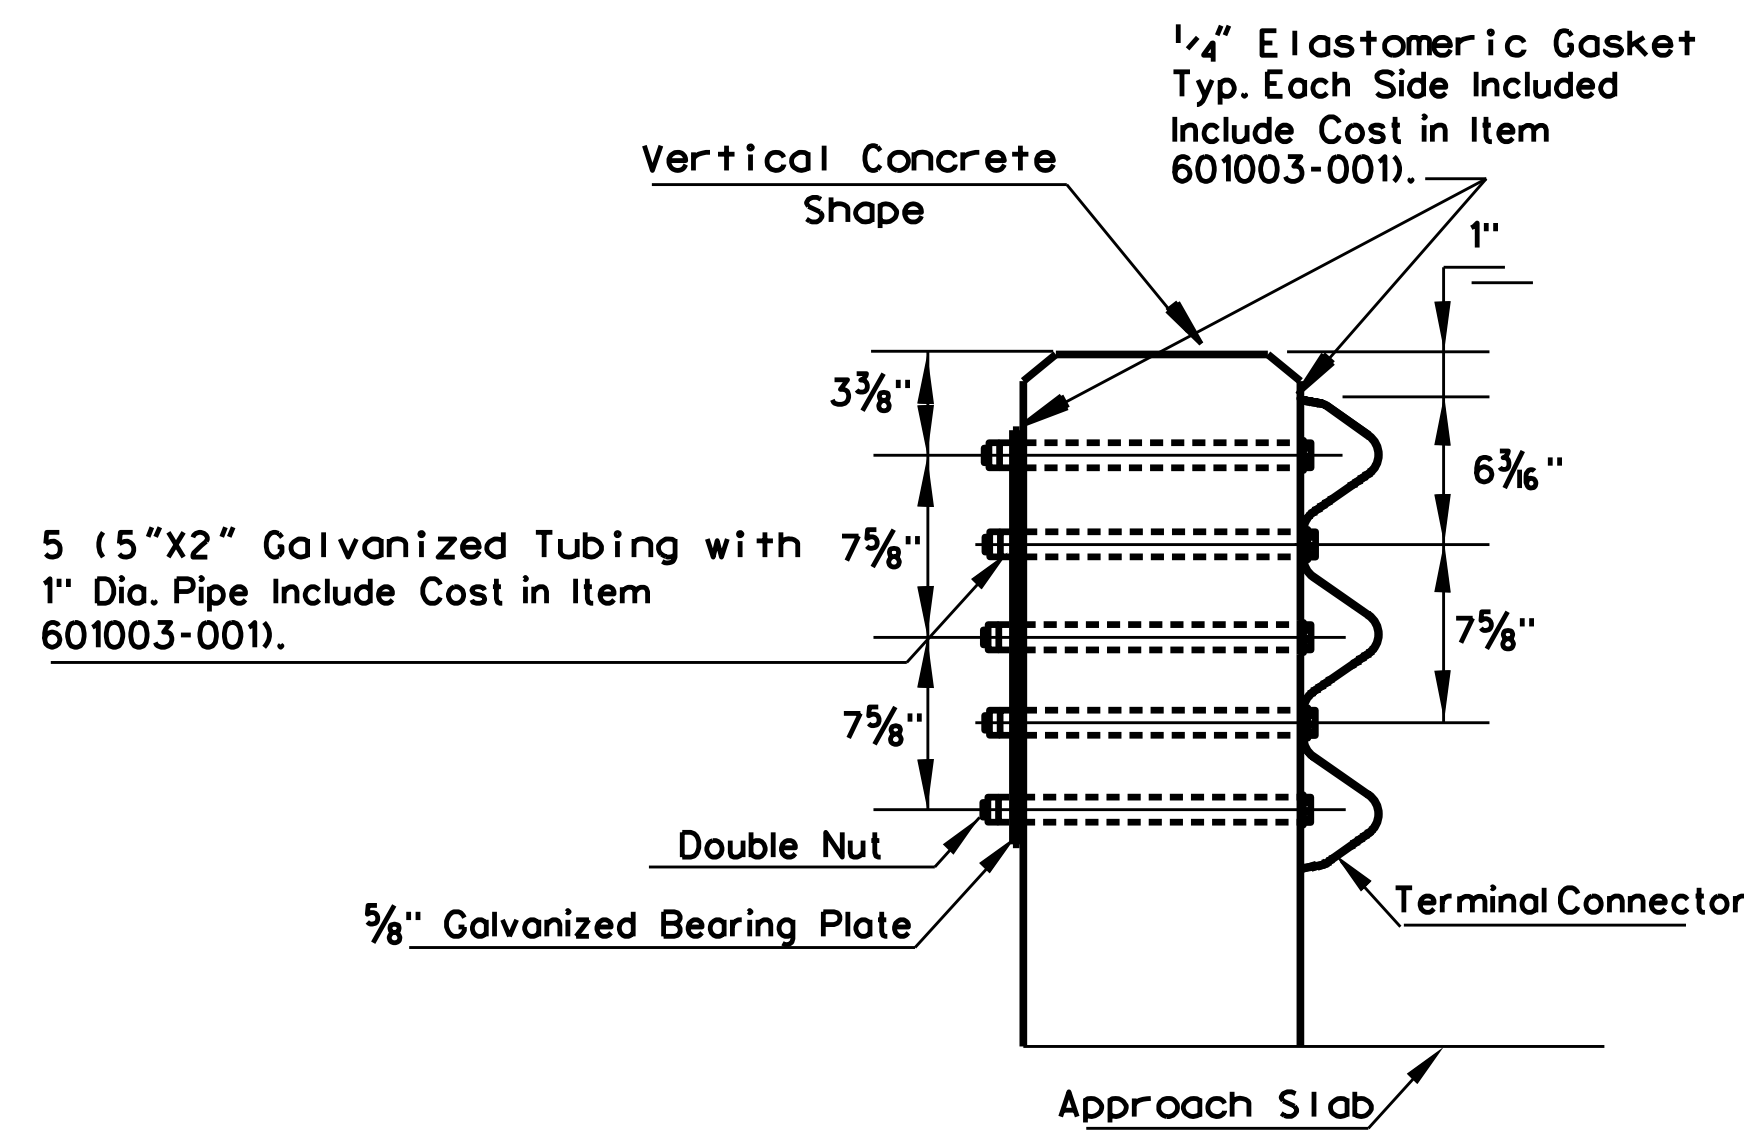 1/4" Elastomeric Gasket
Typ. Each Side Included
Include Cost in Item
601003-001).
Vertical Concrete
Shape
1"
3 3/8"
6 3/16"
5 (5"X2" Galvanized Tubing with
1" Dia. Pipe Include Cost in Item
601003-001).
7 5/8"
7 5/8"
7 5/8"
Double Nut
5/8" Galvanized Bearing Plate
Terminal Connector
Approach Slab